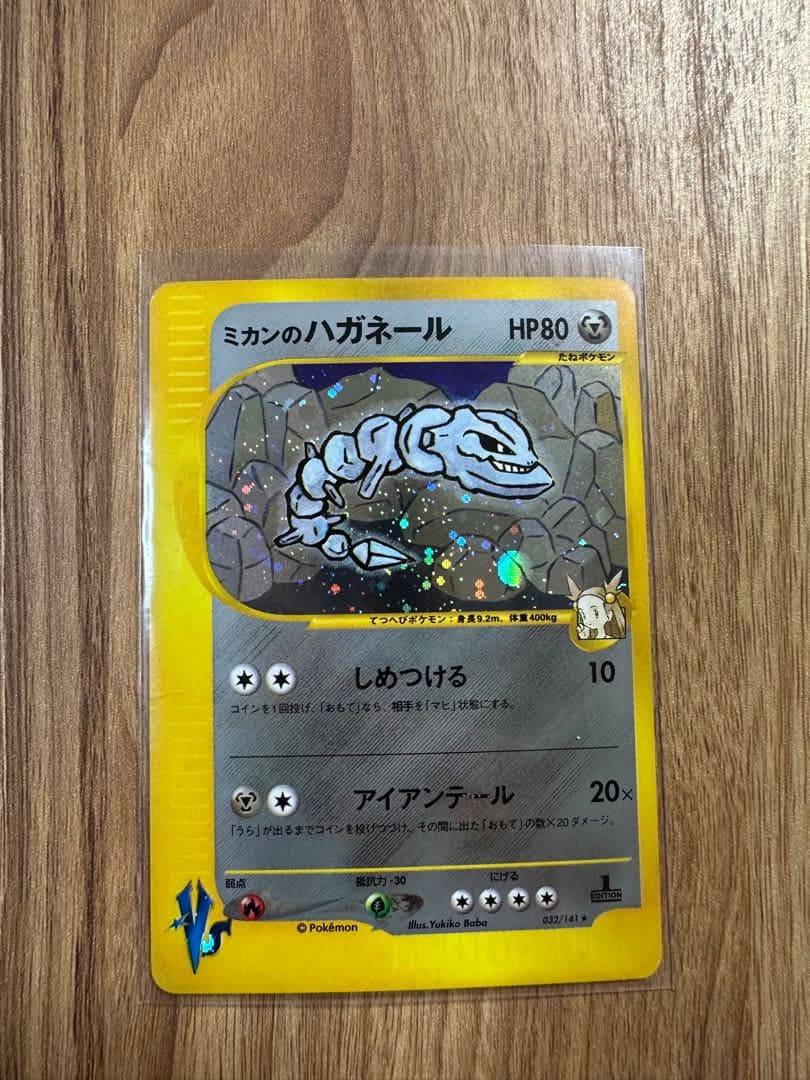 ミカンのハガネール HP80
たねポケモン
てつへびポケモン：身長9.2m、体重400kg
しめつける 10
コインを1回投げ、「おもて」なら、相手を「マヒ」状態にする。
アイアンテール 20×
「うら」が出るまでコインを投げつづけ、その間に出た「おもて」の数×20ダメージ。
弱点 抵抗力 -30 にげる
1 EDITION
032/141 ★
© Pokémon Illus. Yukiko Baba
VS